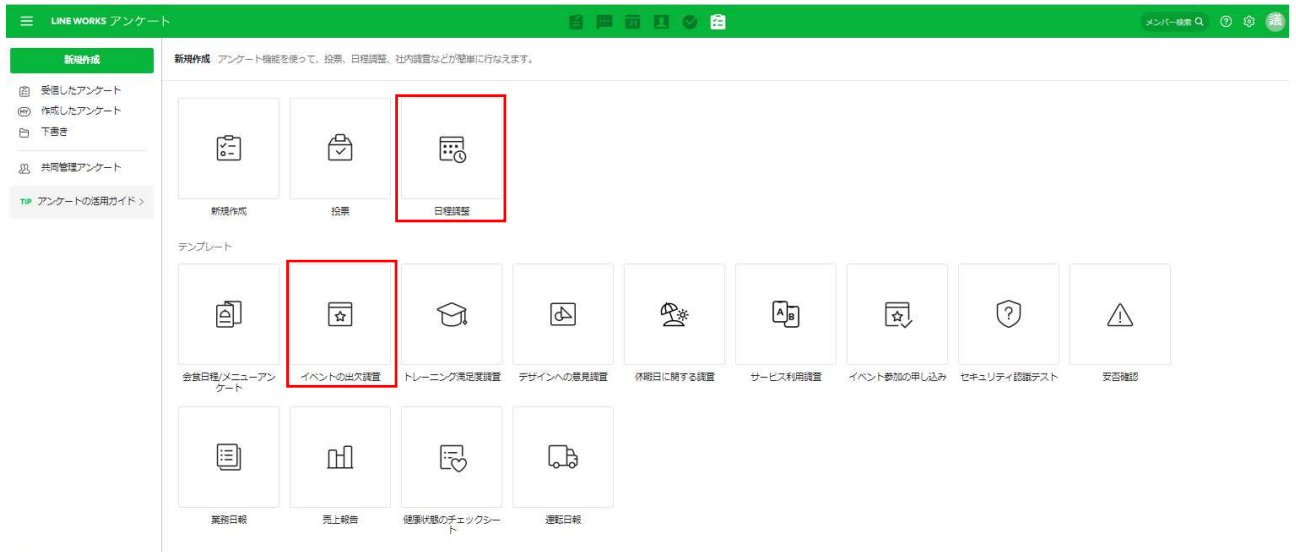 LINE WORKS アンケート
31
メンバー検索
新規作成
新規作成 アンケート機能を使って、投票、日程調整、社内調査などが簡単に行なえます。
受信したアンケート
MY 作成したアンケート
下書き
共同管理アンケート
TIP アンケートの活用ガイド >
新規作成
投票
日程調整
テンプレート
A B
?
会食日程/メニューアン
ケート
イベントの出欠調査
トレーニング満足度調査
デザインへの意見調査
休暇日に関する調査
サービス利用調査
イベント参加の申し込み
セキュリティ認識テスト
安否確認
業務日報
売上報告
健康状態のチェックシー
ト
運転日報